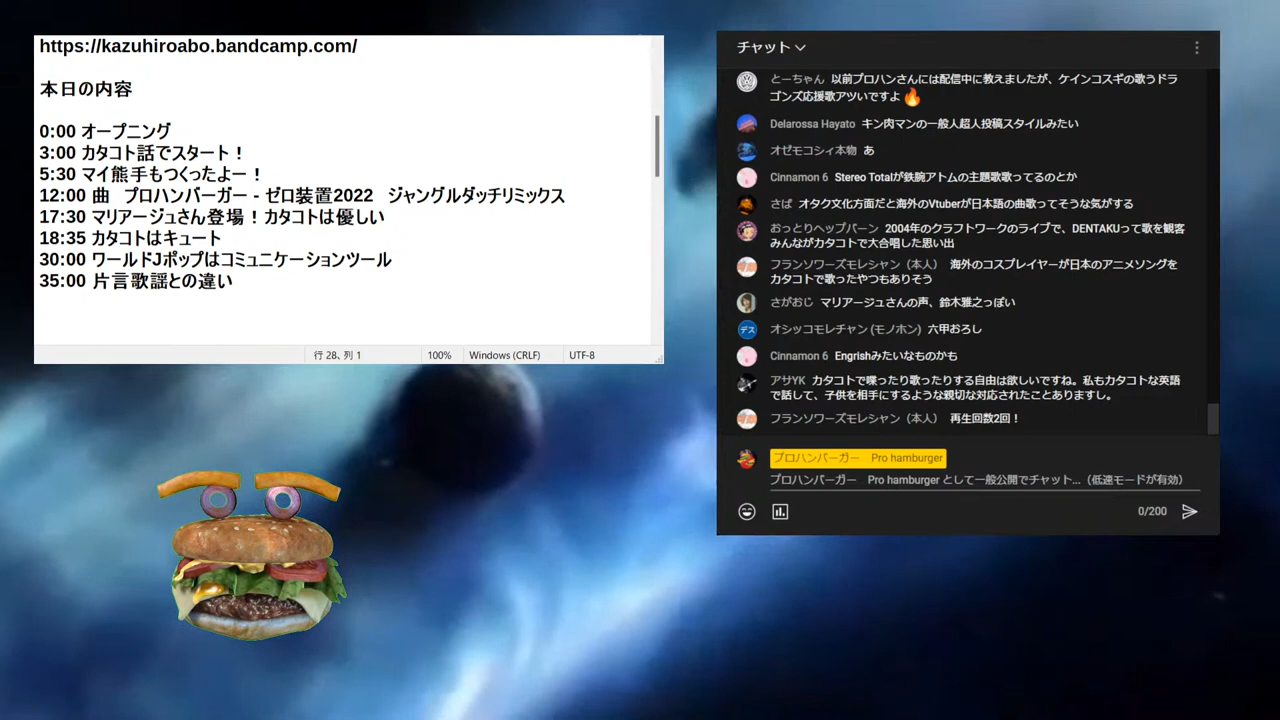 https://kazuhiroabo.bandcamp.com/
本日の内容
0:00 オープニング
3:00 カタコト話でスタート！
5:30 マイ熊手もつくったよー！
12:00 曲　プロハンバーガー - ゼロ装置2022　ジャングルダッチリミックス
17:30 マリアージュさん登場！カタコトは優しい
18:35 カタコトはキュート
30:00 ワールドJポップはコミュニケーションツール
35:00 片言歌謡との違い
行 28、列 1
100%
Windows (CRLF)
UTF-8
チャット
とーちゃん 以前プロハンさんには配信中に教えましたが、ケインコスギの歌うドラ
ゴンズ応援歌アツいですよ🔥
Delarossa Hayato キン肉マンの一般人超人投稿スタイルみたい
オゼモコシィ本物 あ
Cinnamon 6 Stereo Totalが鉄腕アトムの主題歌歌ってるのとか
さば オタク文化方面だと海外のVtuberが日本語の曲歌ってそうな気がする
おっとりヘップバーン 2004年のクラフトワークのライブで、DENTAKUって歌を観客
みんながカタコトで大合唱した思い出
フランソワーズモレシャン（本人） 海外のコスプレイヤーが日本のアニメソングを
カタコトで歌ったやつもありそう
さがおじ マリアージュさんの声、鈴木雅之っぽい
デス
オシッコモレチャン (モノホン) 六甲おろし
Cinnamon 6 Engrishみたいなものかも
アサYK カタコトで喋ったり歌ったりする自由は欲しいですね。私もカタコトな英語
で話して、子供を相手にするような親切な対応されたことありますし。
フランソワーズモレシャン（本人） 再生回数2回！
プロハンバーガー　Pro hamburger
プロハンバーガー　Pro hamburger として一般公開でチャット...（低速モードが有効）
0/200